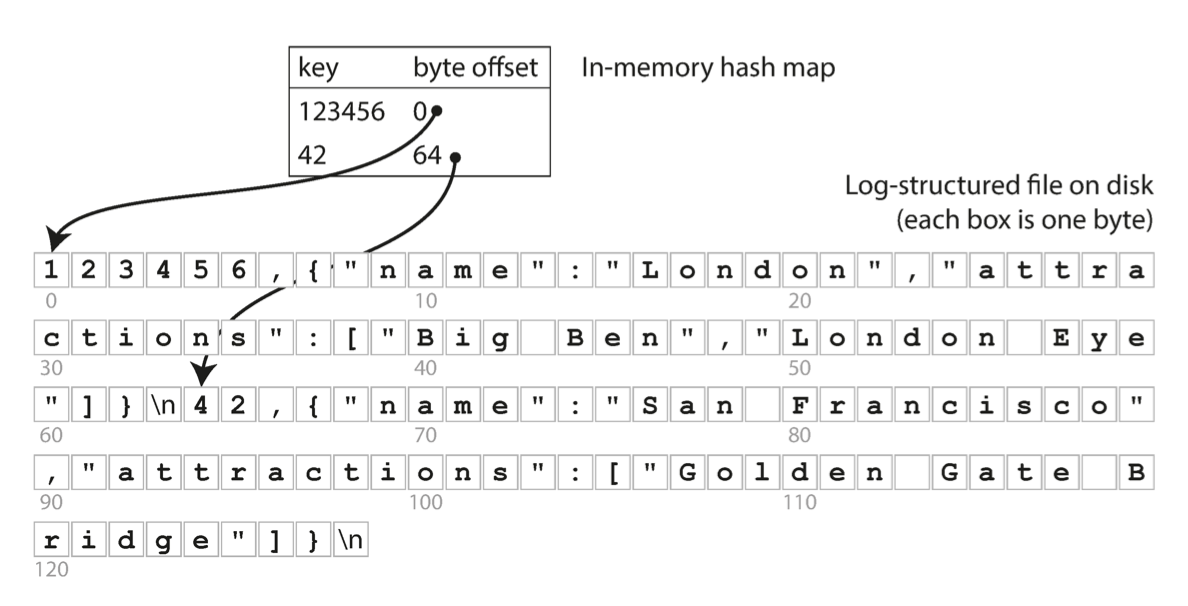 key byte offset
In-memory hash map
123456 0
42 64
Log-structured file on disk
(each box is one byte)
1 2 3 4 5 6 , { " n a m e " : " L o n d o n " , " a t t r a
0 10 20
c t i o n s " : [ " B i g   B e n " , " L o n d o n   E y e
30 40 50
" ] } \n 4 2 , { " n a m e " : " S a n   F r a n c i s c o "
60 70 80
, " a t t r a c t i o n s " : [ " G o l d e n   G a t e   B
90 100 110
r i d g e " ] } \n
120